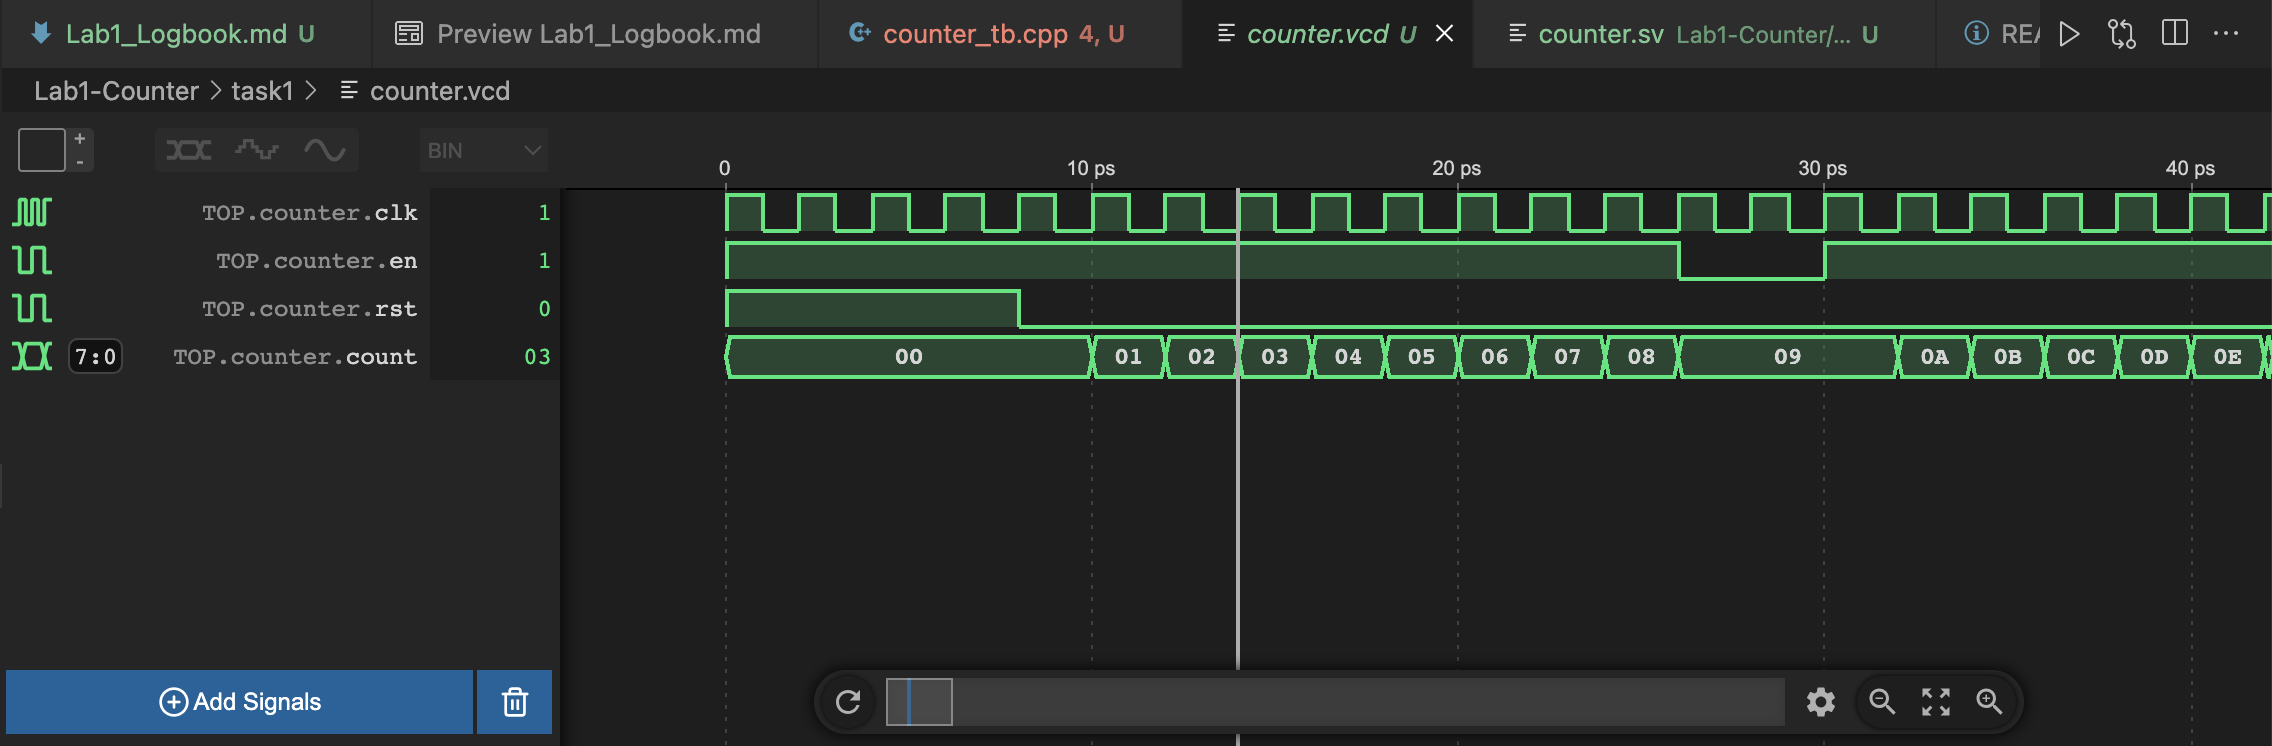 Lab1_Logbook.md U Preview Lab1_Logbook.md counter_tb.cpp 4, U counter.vcd U counter.sv Lab1-Counter/... U REA
Lab1-Counter > task1 > counter.vcd
+
-
BIN
0 10 ps 20 ps 30 ps 40 ps
TOP.counter.clk 1
TOP.counter.en 1
TOP.counter.rst 0
7:0 TOP.counter.count 03 00 01 02 03 04 05 06 07 08 09 0A 0B 0C 0D 0E
Add Signals